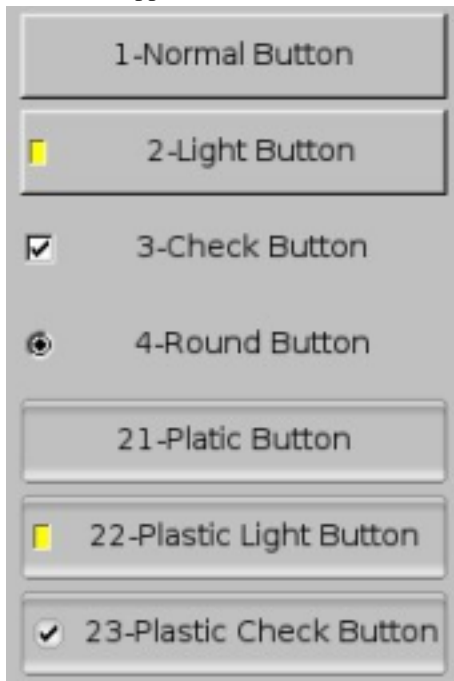 1-Normal Button
2-Light Button
3-Check Button
4-Round Button
21-Platic Button
22-Plastic Light Button
23-Plastic Check Button